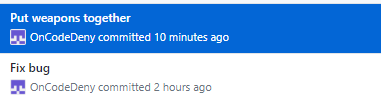 Put weapons together
OnCodeDeny committed 10 minutes ago
Fix bug
OnCodeDeny committed 2 hours ago